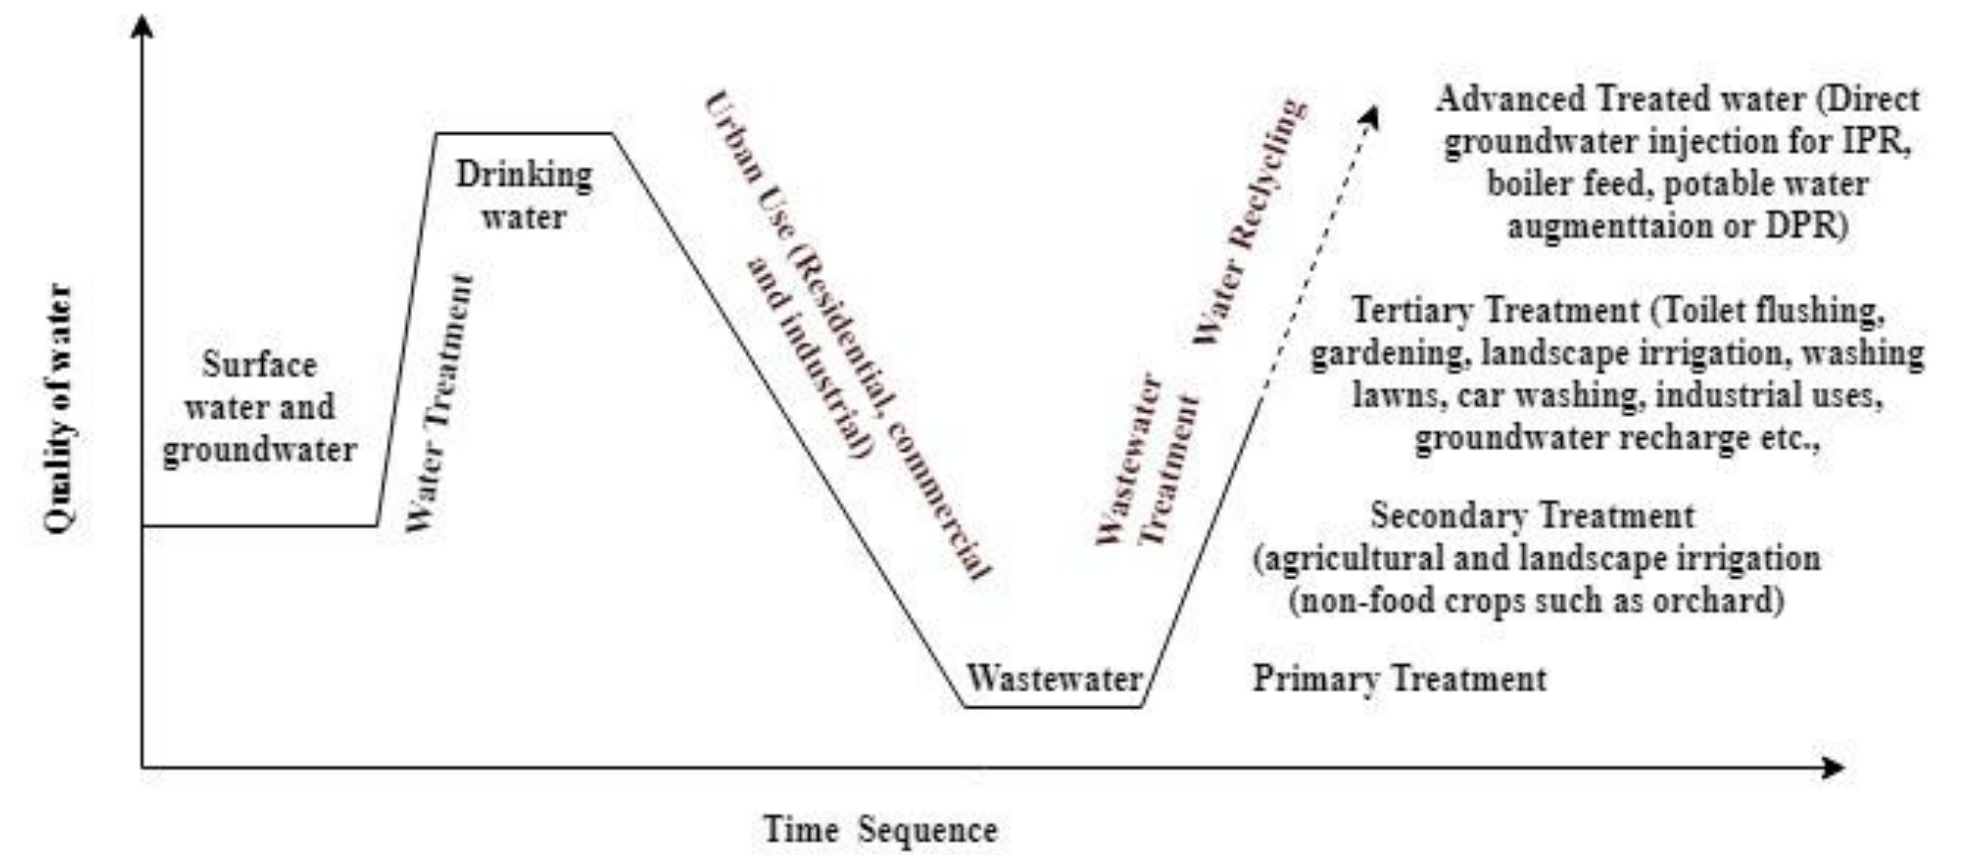 Quality of water
Surface
water and
groundwater
Water Treatment
Drinking
water
Urban Use (Residential, commercial
and industrial)
Wastewater
Wastewater
Treatment
Water Reclycling
Advanced Treated water (Direct
groundwater injection for IPR,
boiler feed, potable water
augmenttaion or DPR)
Tertiary Treatment (Toilet flushing,
gardening, landscape irrigation, washing
lawns, car washing, industrial uses,
groundwater recharge etc.,
Secondary Treatment
(agricultural and landscape irrigation
(non-food crops such as orchard)
Primary Treatment
Time Sequence